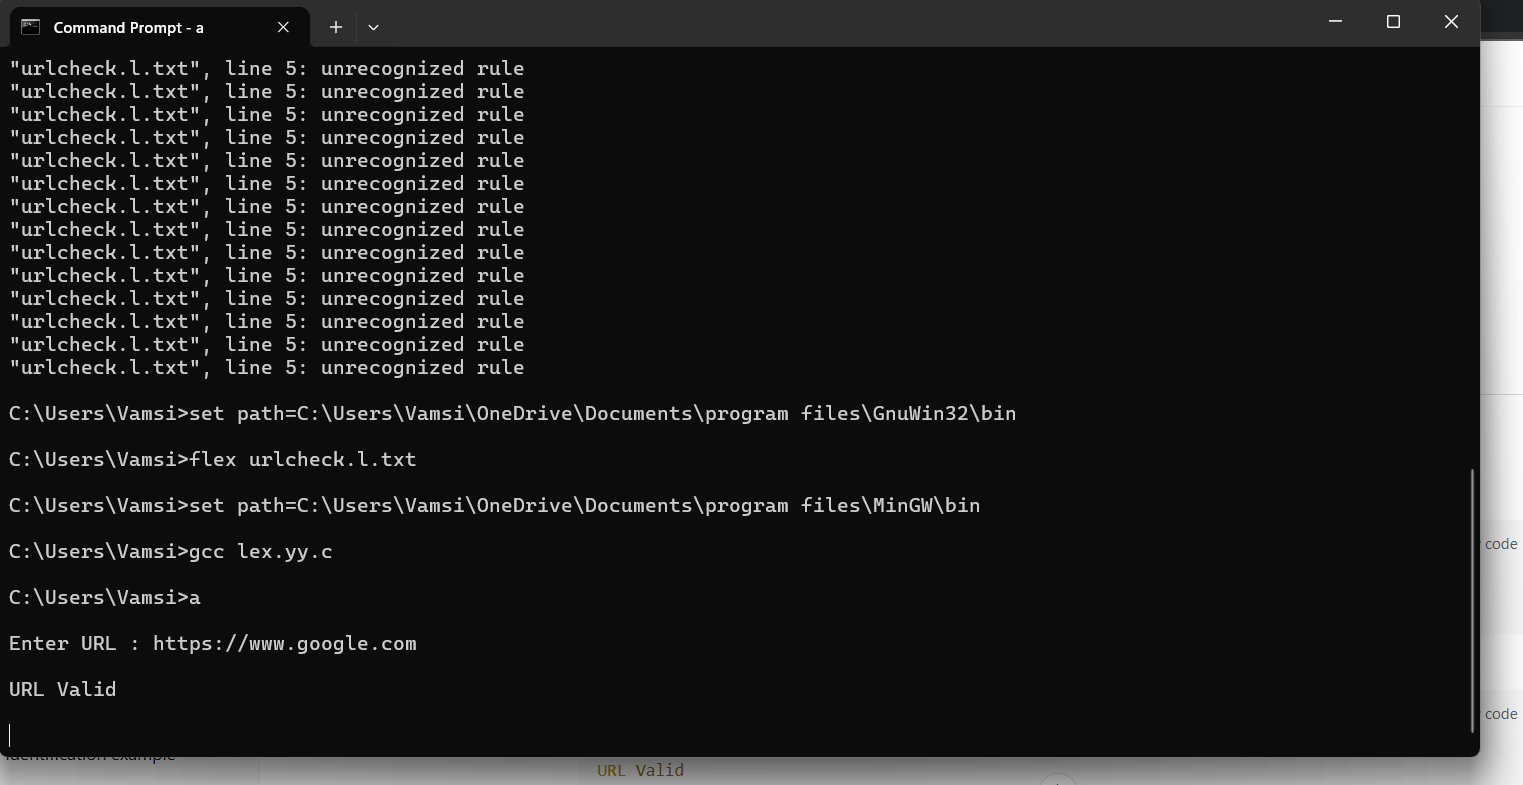 Command Prompt - a
"urlcheck.l.txt", line 5: unrecognized rule
"urlcheck.l.txt", line 5: unrecognized rule
"urlcheck.l.txt", line 5: unrecognized rule
"urlcheck.l.txt", line 5: unrecognized rule
"urlcheck.l.txt", line 5: unrecognized rule
"urlcheck.l.txt", line 5: unrecognized rule
"urlcheck.l.txt", line 5: unrecognized rule
"urlcheck.l.txt", line 5: unrecognized rule
"urlcheck.l.txt", line 5: unrecognized rule
"urlcheck.l.txt", line 5: unrecognized rule
"urlcheck.l.txt", line 5: unrecognized rule
"urlcheck.l.txt", line 5: unrecognized rule
"urlcheck.l.txt", line 5: unrecognized rule
"urlcheck.l.txt", line 5: unrecognized rule
C:\Users\Vamsi>set path=C:\Users\Vamsi\OneDrive\Documents\program files\GnuWin32\bin
C:\Users\Vamsi>flex urlcheck.l.txt
C:\Users\Vamsi>set path=C:\Users\Vamsi\OneDrive\Documents\program files\MinGW\bin
C:\Users\Vamsi>gcc lex.yy.c
code
C:\Users\Vamsi>a
Enter URL : https://www.google.com
URL Valid
code
identification example
URL Valid